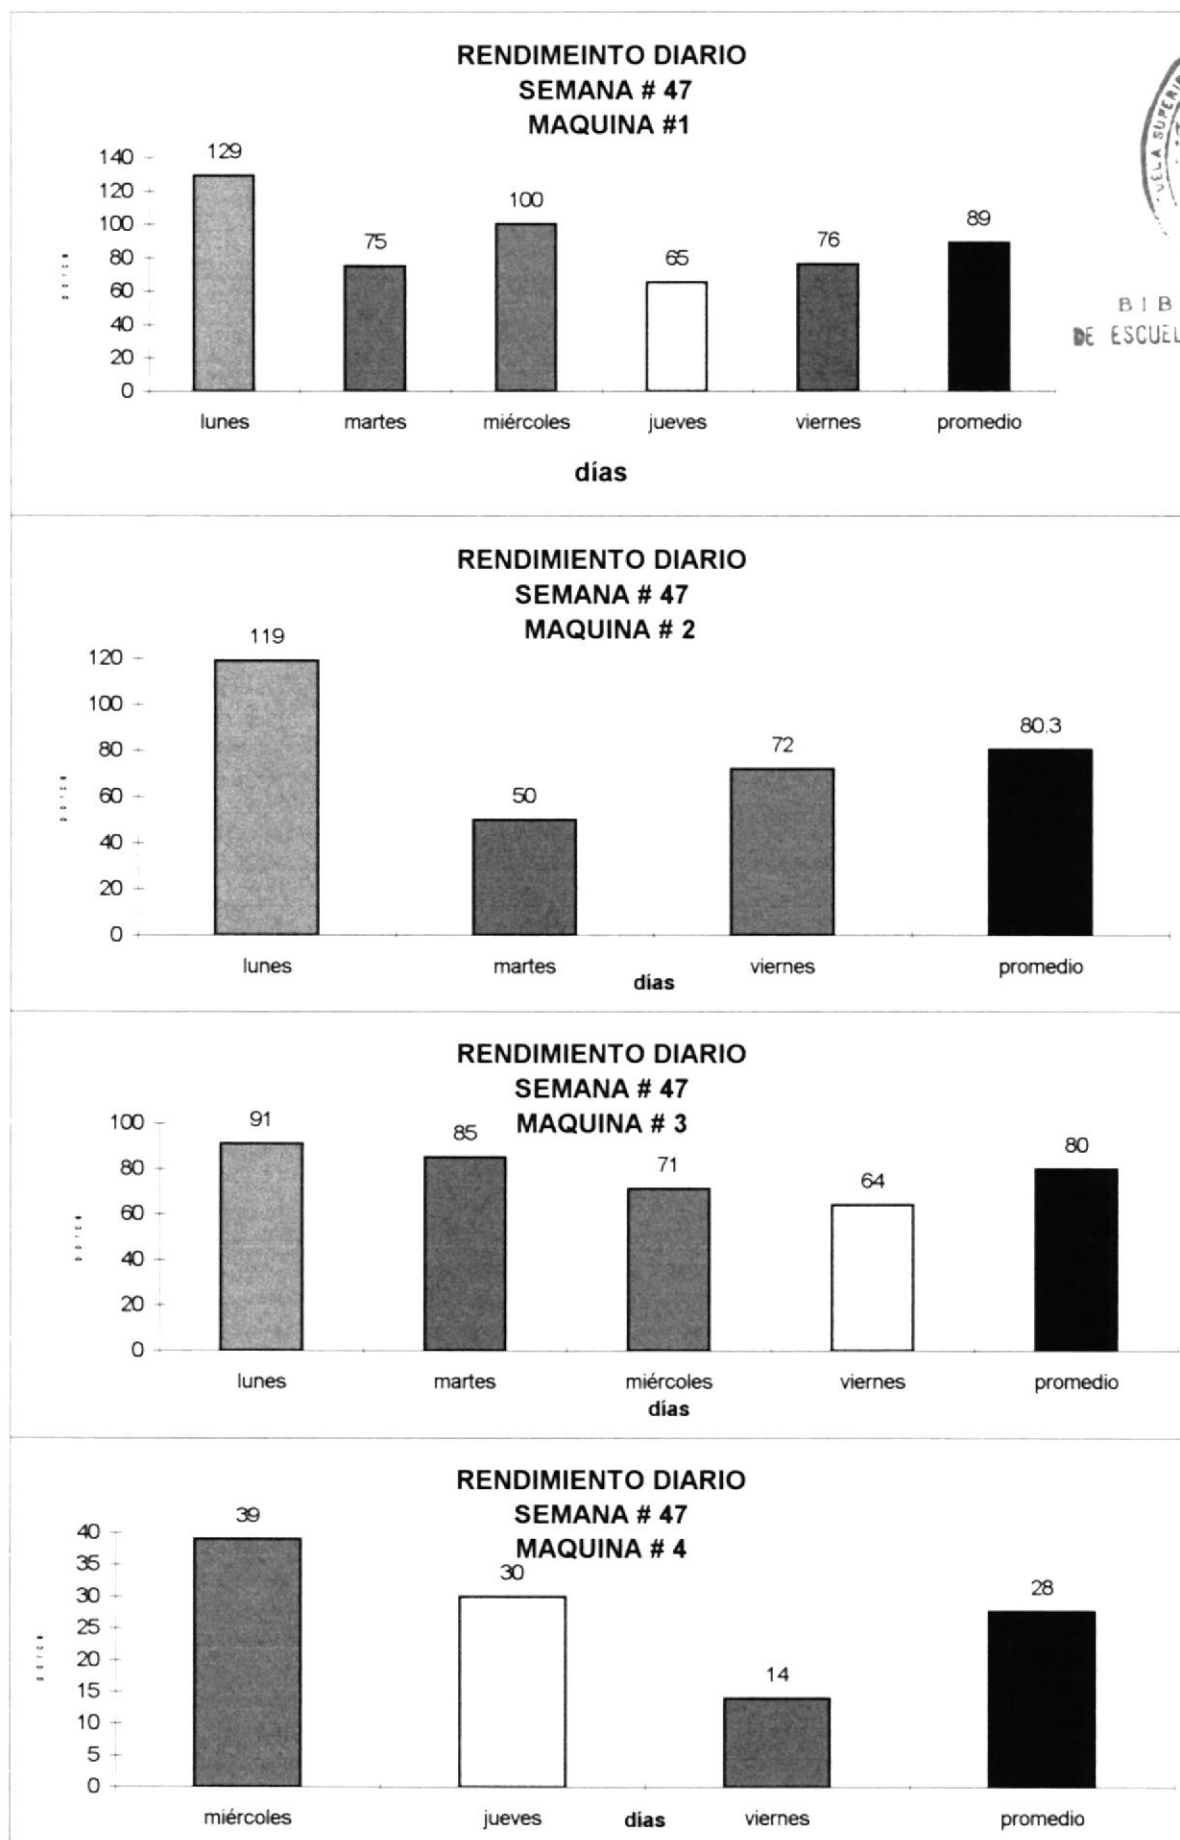 RENDIMEINTO DIARIO
SEMANA # 47
MAQUINA #1
140
120
100
80
60
40
20
0
129
75
100
65
76
89
lunes martes miércoles jueves viernes promedio
días
BIB
DE ESCUEL
RENDIMIENTO DIARIO
SEMANA # 47
MAQUINA # 2
120
100
80
60
40
20
0
119
50
72
80.3
lunes martes viernes promedio
días
RENDIMIENTO DIARIO
SEMANA # 47
MAQUINA # 3
100
80
60
40
20
0
91
85
71
64
80
lunes martes miércoles viernes promedio
días
RENDIMIENTO DIARIO
SEMANA # 47
MAQUINA # 4
40
35
30
25
20
15
10
5
0
39
30
14
28
miércoles jueves viernes promedio
días